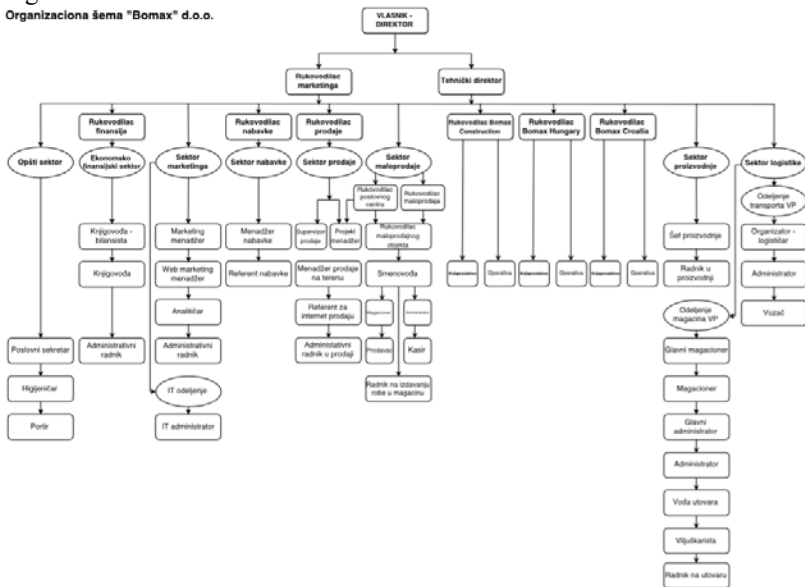 Organizaciona šema "Bomax" d.o.o.
VLASNIK -
DIREKTOR
Rukovodilac
marketinga
Tehnički direktor
Rukovodilac
finansija
Rukovodilac
nabavke
Rukovodilac
prodaje
Rukovodilac Bomax
Construction
Rukovodilac
Bomax Hungary
Rukovodilac
Bomax Croatia
Opšti sektor
Ekonomsko
finansijski sektor
Sektor
marketinga
Sektor nabavke
Sektor prodaje
Sektor
maloprodaje
Sektor
proizvodnje
Sektor logistike
Rukovodilac
poslovnog
centra
Rukovodilac
maloprodaja
Odeljenje
transporta VP
Knjigovođa -
bilansista
Marketing
menadžer
Menadžer
nabavke
Supervizor
prodaje
Projekt
menadžer
Rukovodilac
maloprodajnog
objekta
Šef proizvodnje
Organizator -
logističar
Knjigovođa
Web marketing
menadžer
Referent nabavke
Menadžer prodaje
na terenu
Smenovođa
Operativa
Operativa
Operativa
Radnik u
proizvodnji
Administrator
Analitičar
Referent za
internet prodaju
Magacioner
Odeljenje
magacina VP
Vozač
Poslovni sekretar
Administrativni
radnik
Administrativni
radnik
Administativni
radnik u prodaji
Prodavac
Kasir
Glavni magacioner
Higijeničar
IT odeljenje
Radnik na izdavanju
robe u magacinu
Magacioner
Portir
IT administrator
Glavni
administrator
Administrator
Vođa utovara
Viljuškarista
Radnik na utovaru